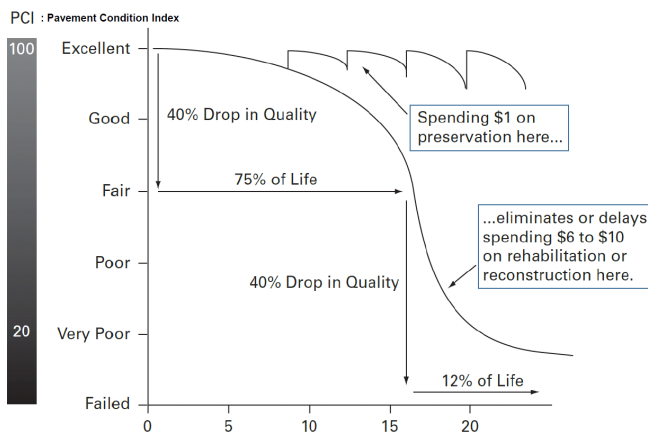 PCI : Pavement Condition Index
100
Excellent
Good
40% Drop in Quality
Spending $1 on
preservation here...
75% of Life
Fair
...eliminates or delays
spending $6 to $10
on rehabilitation or
reconstruction here.
Poor
40% Drop in Quality
20
Very Poor
12% of Life
Failed
0
5
10
15
20